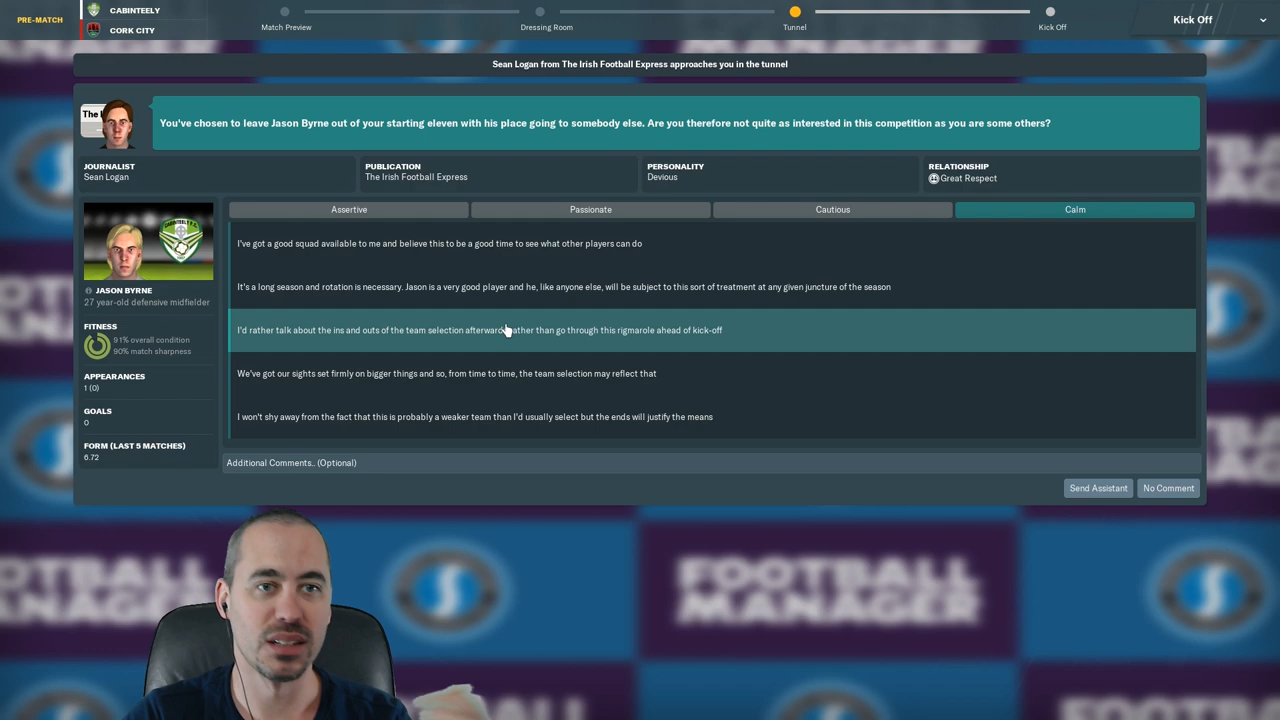 PRE-MATCH
CABINTEELY
CORK CITY
Match Preview
Dressing Room
Tunnel
Kick Off
Kick Off
Sean Logan from The Irish Football Express approaches you in the tunnel
The
You've chosen to leave Jason Byrne out of your starting eleven with his place going to somebody else. Are you therefore not quite as interested in this competition as you are some others?
JOURNALIST
Sean Logan
PUBLICATION
The Irish Football Express
PERSONALITY
Devious
RELATIONSHIP
Great Respect
Assertive
Passionate
Cautious
Calm
JASON BYRNE
27 year-old defensive midfielder
FITNESS
91% overall condition
90% match sharpness
APPEARANCES
1 (0)
GOALS
0
FORM (LAST 5 MATCHES)
6.72
I've got a good squad available to me and believe this to be a good time to see what other players can do
It's a long season and rotation is necessary. Jason is a very good player and he, like anyone else, will be subject to this sort of treatment at any given juncture of the season
I'd rather talk about the ins and outs of the team selection afterwards rather than go through this rigmarole ahead of kick-off
We've got our sights set firmly on bigger things and so, from time to time, the team selection may reflect that
I won't shy away from the fact that this is probably a weaker team than I'd usually select but the ends will justify the means
Additional Comments.. (Optional)
Send Assistant
No Comment
FOOTBALL
MANAGER